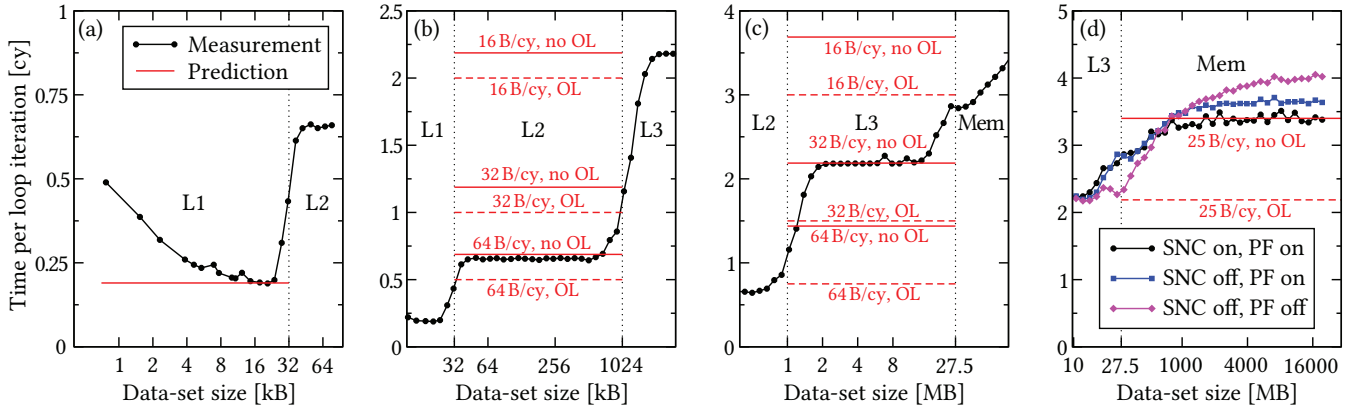 Time per loop iteration [cy]
(a)
Measurement
Prediction
L1
L2
1
0.75
0.5
0.25
0
1
2
4
8
16
32
64
Data-set size [kB]
(b)
16 B/cy, no OL
16 B/cy, OL
L1
L2
L3
32 B/cy, no OL
32 B/cy, OL
64 B/cy, no OL
64 B/cy, OL
2.5
2
1.5
1
0.5
0
32
64
256
1024
Data-set size [kB]
(c)
16 B/cy, no OL
16 B/cy, OL
L2
L3
Mem
32 B/cy, no OL
32 B/cy, OL
64 B/cy, no OL
64 B/cy, OL
4
3
2
1
0
1
2
4
8
27.5
Data-set size [MB]
(d)
L3
Mem
25 B/cy, no OL
25 B/cy, OL
SNC on, PF on
SNC off, PF on
SNC off, PF off
5
4
3
2
1
0
10
27.5
1000
4000
16000
Data-set size [MB]